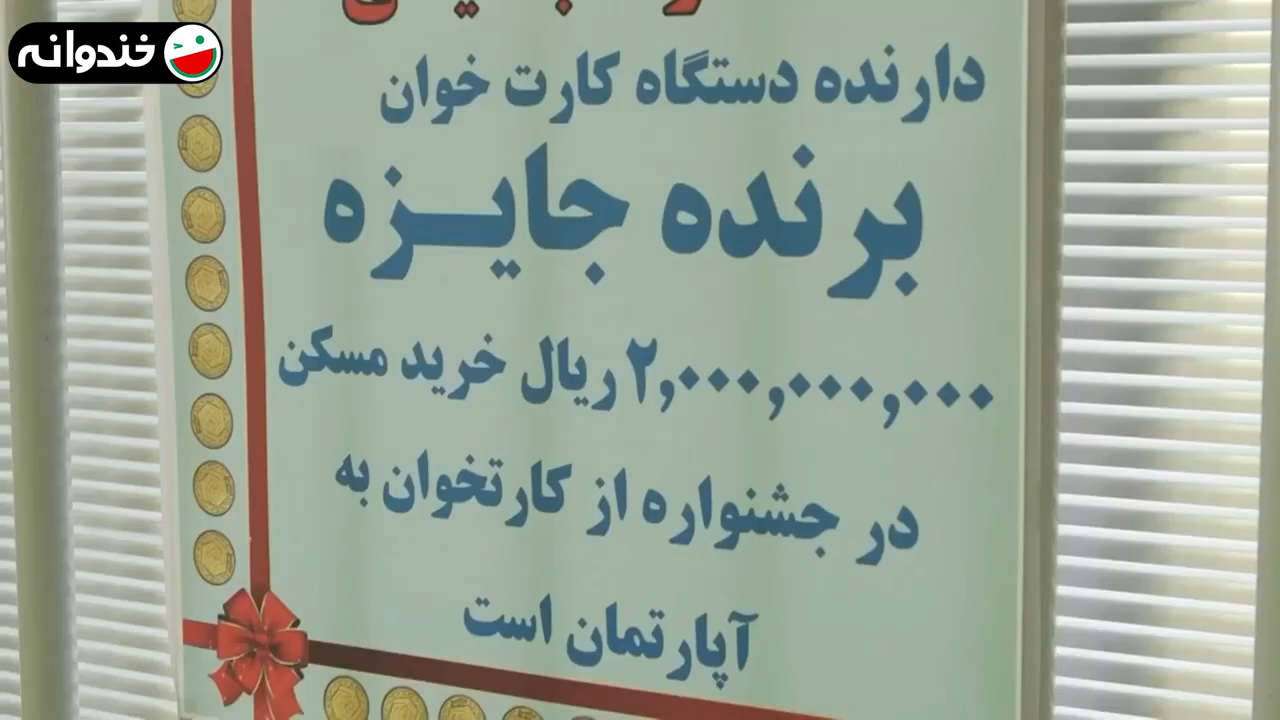 خندوانه
دارنده دستگاه کارت خوان
برنده جایزه
۲,۰۰۰,۰۰۰,۰۰۰ ریال خرید مسکن
در جشنواره از کارتخوان به
آپارتمان است